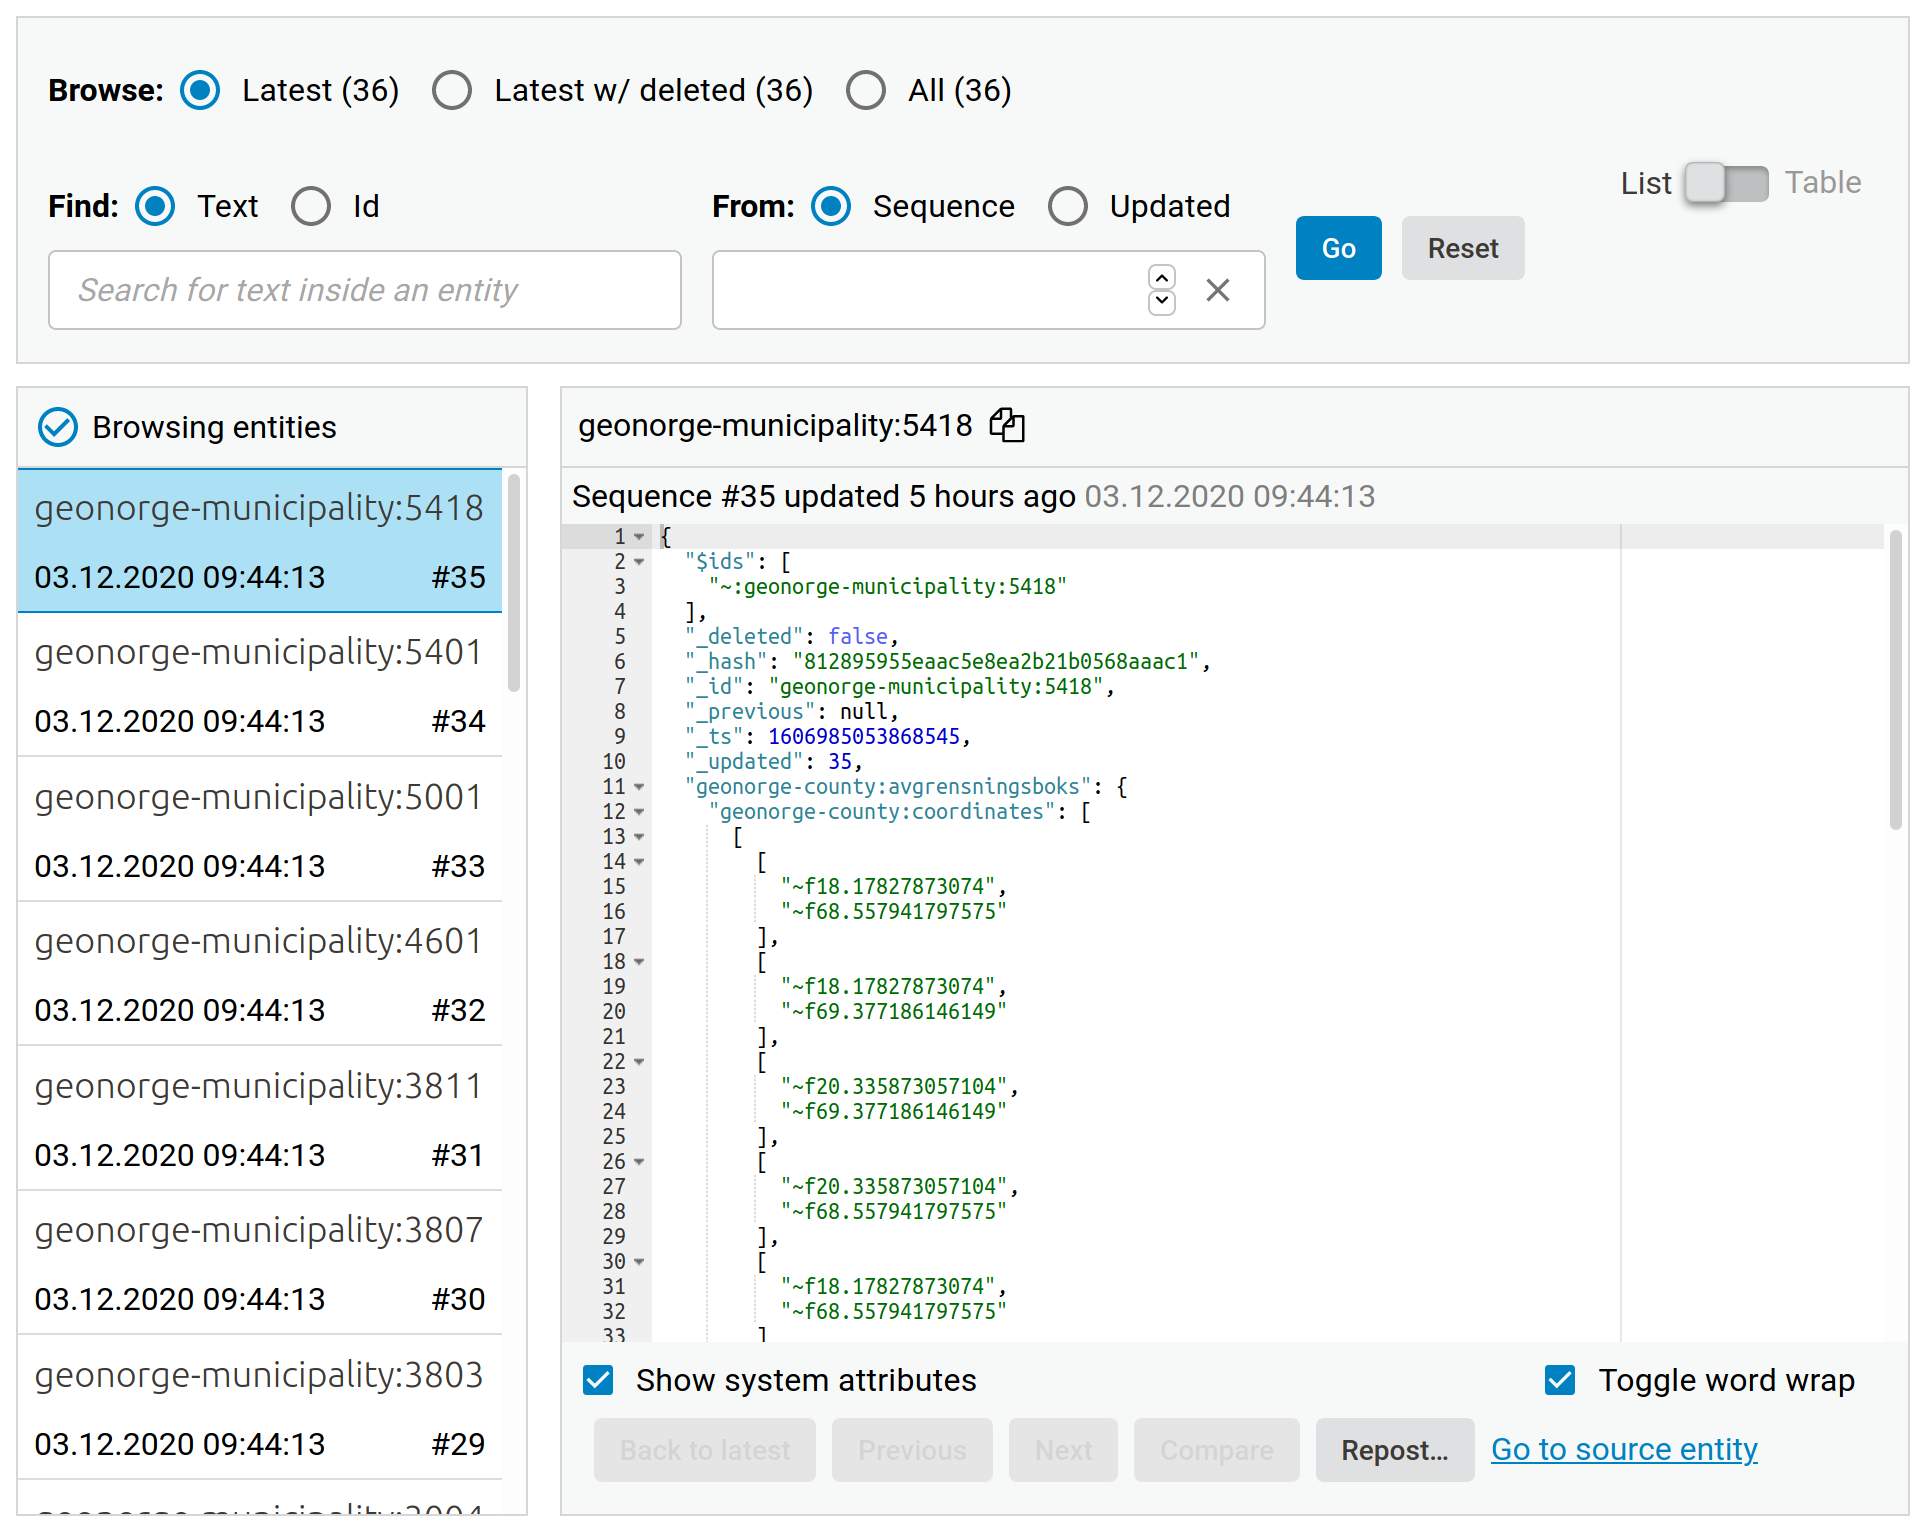 Browse: Latest (36) Latest w/ deleted (36) All (36)
List Table
Find: Text Id
From: Sequence Updated
Search for text inside an entity
Go Reset
Browsing entities
geonorge-municipality:5418
03.12.2020 09:44:13 #35
geonorge-municipality:5401
03.12.2020 09:44:13 #34
geonorge-municipality:5001
03.12.2020 09:44:13 #33
geonorge-municipality:4601
03.12.2020 09:44:13 #32
geonorge-municipality:3811
03.12.2020 09:44:13 #31
geonorge-municipality:3807
03.12.2020 09:44:13 #30
geonorge-municipality:3803
03.12.2020 09:44:13 #29
geonorge-municipality:5418
Sequence #35 updated 5 hours ago 03.12.2020 09:44:13
1 {
2 "$ids": [
3 "~:geonorge-municipality:5418"
4 ],
5 "_deleted": false,
6 "_hash": "812895955eaac5e8ea2b21b0568aaac1",
7 "_id": "geonorge-municipality:5418",
8 "_previous": null,
9 "_ts": 1606985053868545,
10 "_updated": 35,
11 "geonorge-county:avgrensningsboks": {
12 "geonorge-county:coordinates": [
13 [
14 [
15 "~f18.17827873074",
16 "~f68.557941797575"
17 ],
18 [
19 "~f18.17827873074",
20 "~f69.377186146149"
21 ],
22 [
23 "~f20.335873057104",
24 "~f69.377186146149"
25 ],
26 [
27 "~f20.335873057104",
28 "~f68.557941797575"
29 ],
30 [
31 "~f18.17827873074",
32 "~f68.557941797575"
33 ]
Show system attributes Toggle word wrap
Back to latest Previous Next Compare Repost... Go to source entity